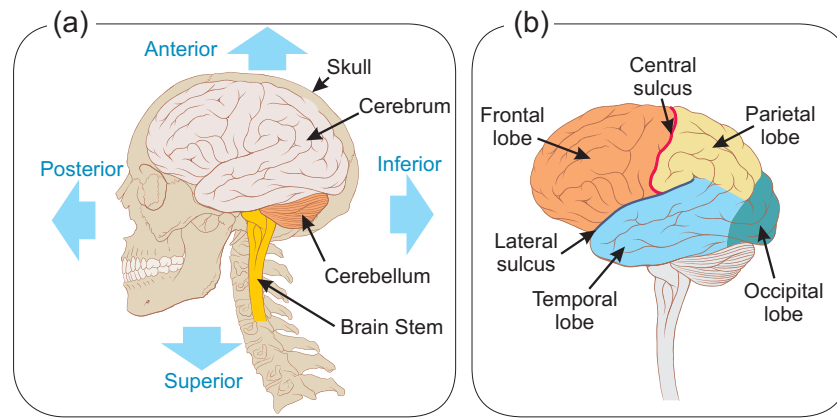 (a)
Anterior
Skull
Cerebrum
Posterior
Inferior
Cerebellum
Brain Stem
Superior
(b)
Central
sulcus
Frontal
lobe
Parietal
lobe
Lateral
sulcus
Temporal
lobe
Occipital
lobe